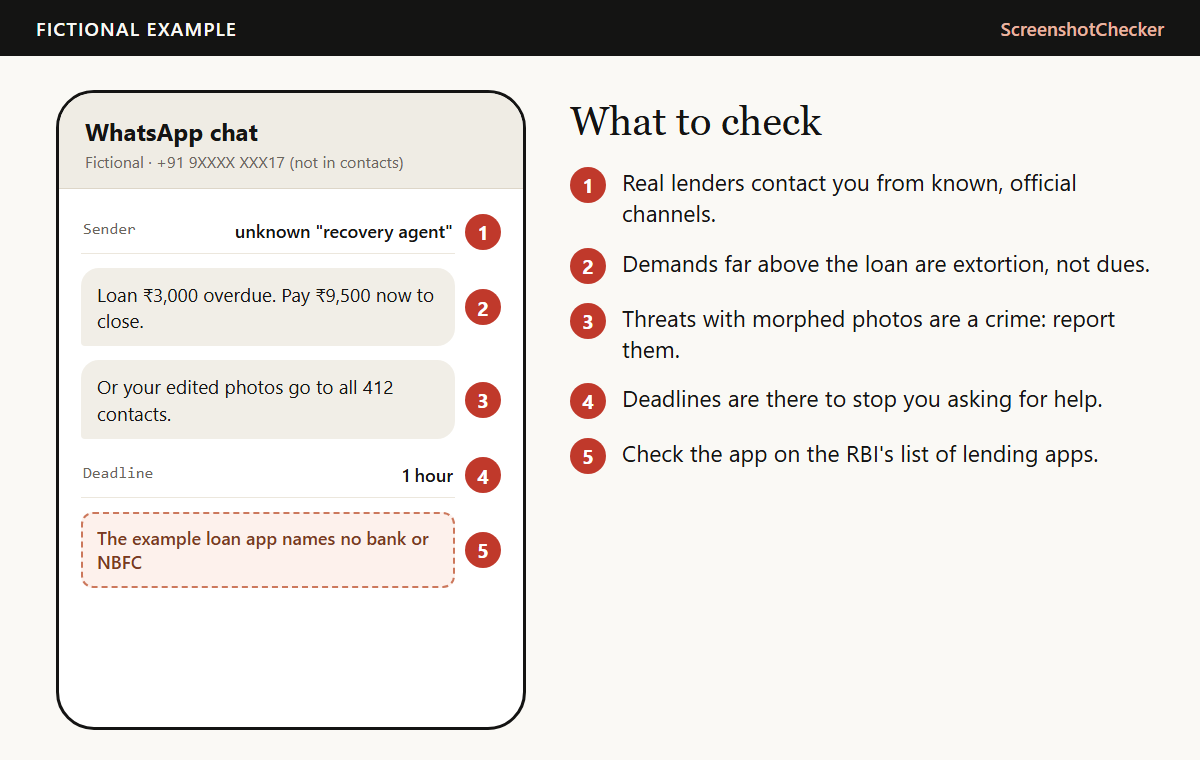 FICTIONAL EXAMPLE
ScreenshotChecker
WhatsApp chat
Fictional · +91 9XXXX XXX17 (not in contacts)
Sender
unknown "recovery agent"
1
Loan ₹3,000 overdue. Pay ₹9,500 now to
close.
2
Or your edited photos go to all 412
contacts.
3
Deadline
1 hour
4
The example loan app names no bank or
NBFC
5
What to check
1
Real lenders contact you from known, official
channels.
2
Demands far above the loan are extortion, not dues.
3
Threats with morphed photos are a crime: report
them.
4
Deadlines are there to stop you asking for help.
5
Check the app on the RBI's list of lending apps.